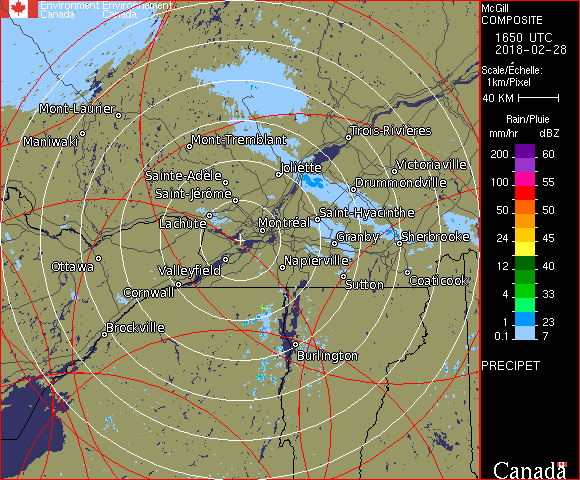 Environment Environnement
Canada Canada
McGill
COMPOSITE
1650 UTC
2018-02-28
Scale/Échelle:
1km/Pixel
40 KM
Rain/Pluie
mm/hr dBZ
200 60
100 55
50 50
24 45
12 40
4 33
1 23
0.1 7
PRECIPET
Canada
Mont-Laurier
Maniwaki
Mont-Tremblant
Trois-Rivières
Sainte-Adèle
Joliette
Victoriaville
Saint-Jérôme
Drummondville
Lachute
Montréal
Saint-Hyacinthe
Granby
Sherbrooke
Ottawa
Valleyfield
Napierville
Cornwall
Sutton
Coaticook
Brockville
Burlington